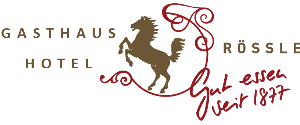 GASTHAUS
HOTEL
RÖSSLE
Gut essen
seit 1877